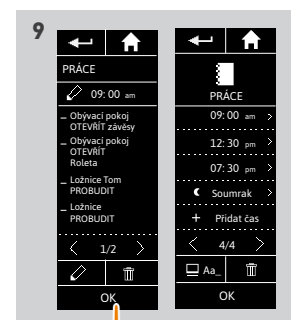 9
PRÁCE
09: 00 am
– Obývací pokoj
OTEVŘÍT závěsy
– Obývací pokoj
OTEVŘÍT
Roleta
– Ložnice Tom
PROBUDIT
– Ložnice
PROBUDIT
< 1/2 >
OK
PRÁCE
09: 00 am >
12: 30 pm >
07: 30 pm >
Soumrak >
+ Přidat čas
< 4/4 >
Aa_
OK